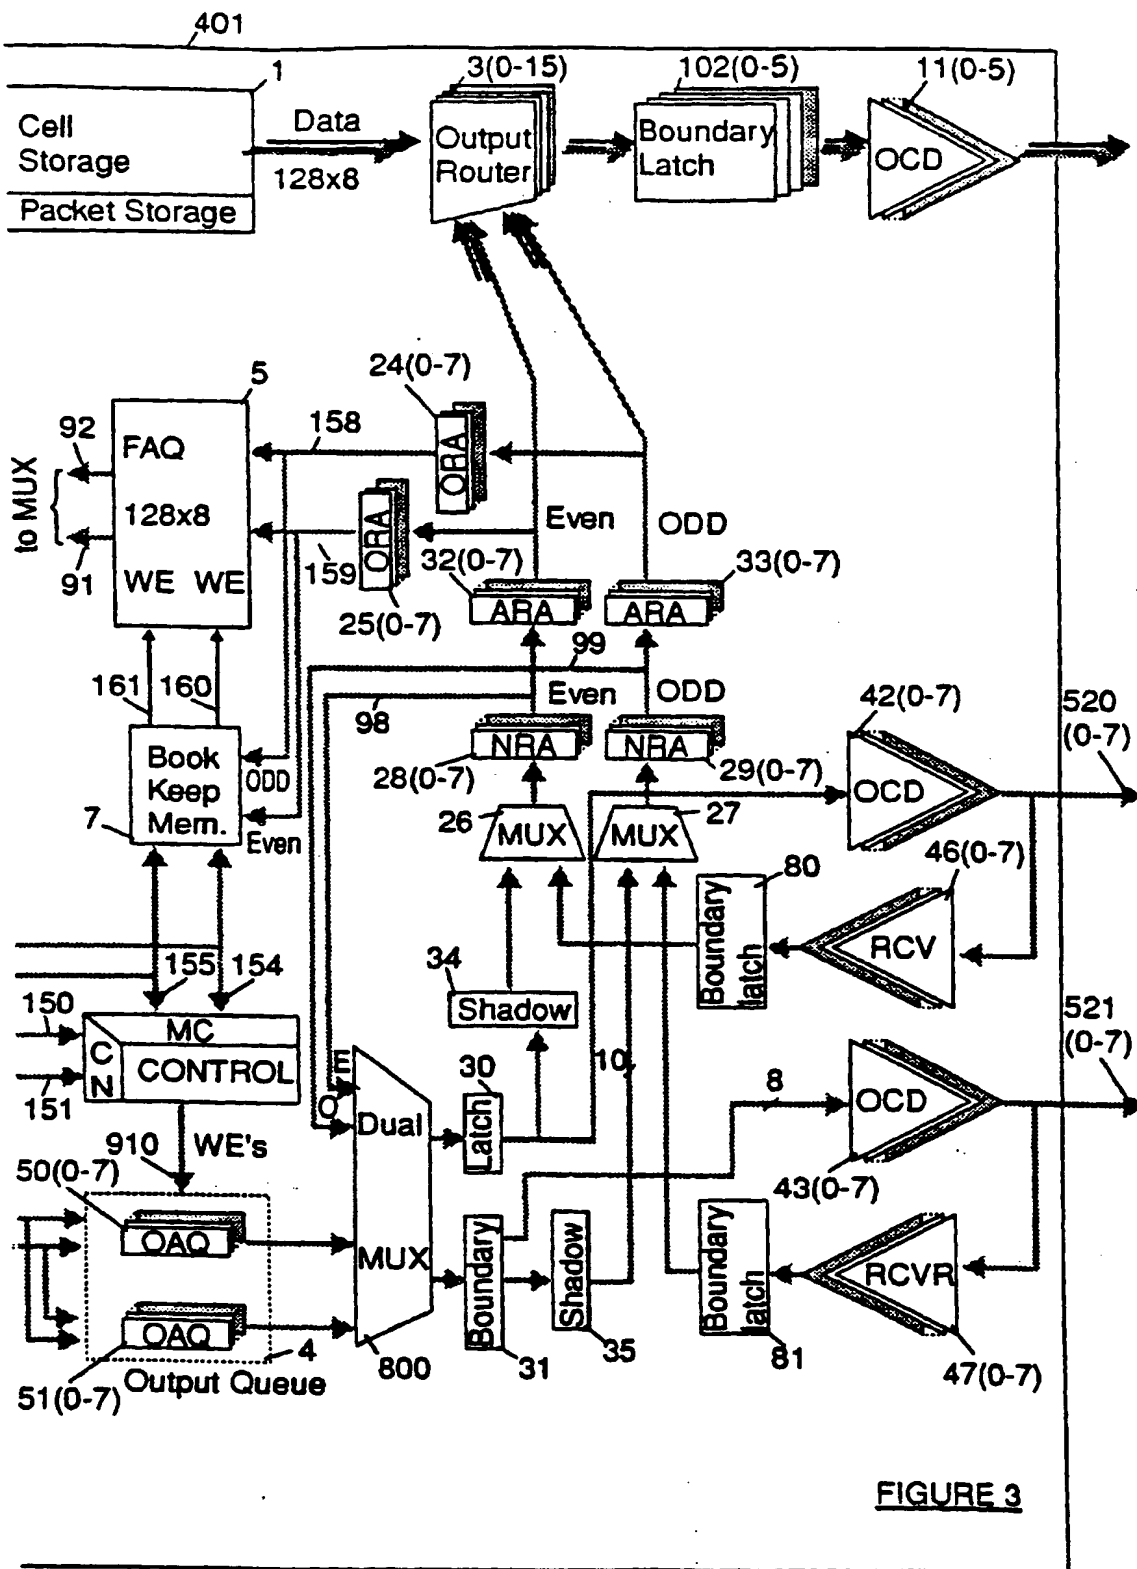 401
1
3(0-15)
102(0-5)
11(0-5)
Cell
Storage
Packet Storage
Data
128x8
Output
Router
Boundary
Latch
OCD
24(0-7)
5
92
158
to MUX
FAQ
128x8
WE WE
ORA
ORA
Even
ODD
91
159
32(0-7)
33(0-7)
25(0-7)
ARA
ARA
99
161
160
98
Even
ODD
42(0-7)
520
(0-7)
NRA
NRA
Book
Keep
Mem.
ODD
Even
28(0-7)
29(0-7)
OCD
7
26
27
MUX
MUX
46(0-7)
80
Boundary
latch
RCV
155
154
34
Shadow
150
151
C
N
MC
CONTROL
521
(0-7)
E
O
10
30
8
Dual
Latch
OCD
910
WE's
50(0-7)
43(0-7)
OAQ
MUX
Boundary
Shadow
Boundary
latch
RCVR
OAQ
4
800
31
35
81
47(0-7)
51(0-7)
Output Queue
FIGURE 3